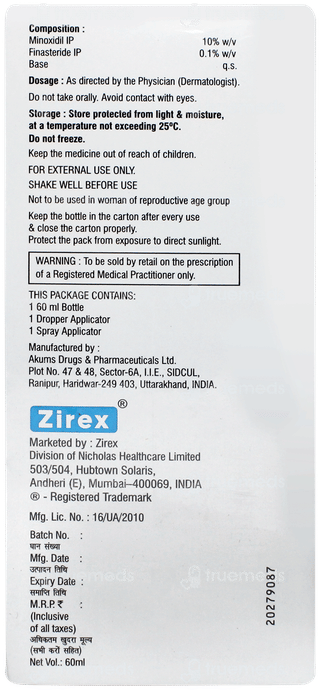 Composition :
Minoxidil IP 10% w/v
Finasteride IP 0.1% w/v
Base q.s.
Dosage : As directed by the Physician (Dermatologist).
Do not take orally. Avoid contact with eyes.
Storage : Store protected from light & moisture,
at a temperature not exceeding 25°C.
Do not freeze.
Keep the medicine out of reach of children.
FOR EXTERNAL USE ONLY.
SHAKE WELL BEFORE USE
Not to be used in woman of reproductive age group
Keep the bottle in the carton after every use
& close the carton properly.
Protect the pack from exposure to direct sunlight.
WARNING : To be sold by retail on the prescription
of a Registered Medical Practitioner only.
THIS PACKAGE CONTAINS:
1 60 ml Bottle
1 Dropper Applicator
1 Spray Applicator
Manufactured by :
Akums Drugs & Pharmaceuticals Ltd.
Plot No. 47 & 48, Sector-6A, I.I.E., SIDCUL,
Ranipur, Haridwar-249 403, Uttarakhand, INDIA.
Zirex®
Marketed by : Zirex
Division of Nicholas Healthcare Limited
503/504, Hubtown Solaris,
Andheri (E), Mumbai–400069, INDIA
® - Registered Trademark
Mfg. Lic. No. : 16/UA/2010
Batch No. :
घान संख्या
Mfg. Date :
उत्पादन तिथि
Expiry Date :
समाप्ति तिथि
M.R.P. ₹ :
(Inclusive
of all taxes)
अधिकतम खुदरा मूल्य
(सभी करों सहित)
Net Vol.: 60ml
20279087
truemeds